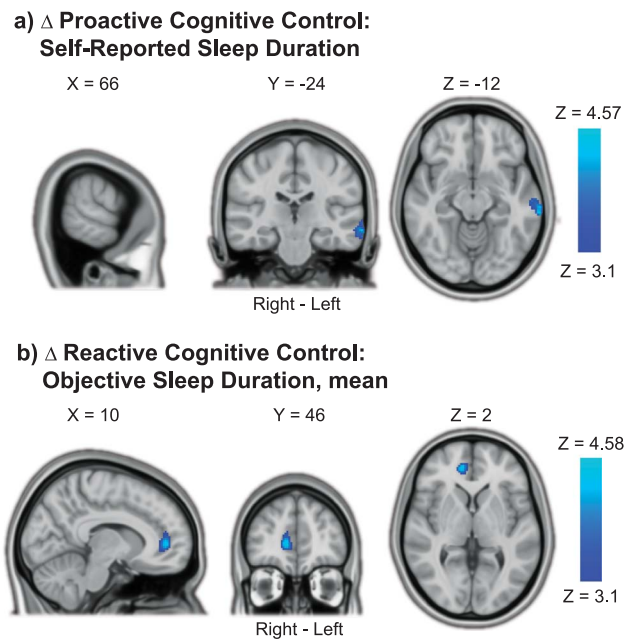 a) Δ Proactive Cognitive Control:
Self-Reported Sleep Duration
X = 66
Y = -24
Z = -12
Z = 4.57
Z = 3.1
Right - Left
b) Δ Reactive Cognitive Control:
Objective Sleep Duration, mean
X = 10
Y = 46
Z = 2
Z = 4.58
Z = 3.1
Right - Left